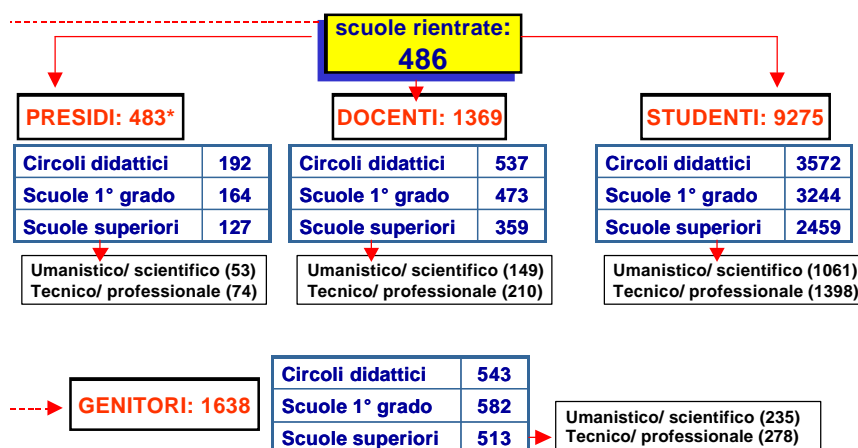 scuole rientrate:
486
PRESIDI: 483*
DOCENTI: 1369
STUDENTI: 9275
Circoli didattici 192
Scuole 1° grado 164
Scuole superiori 127
Circoli didattici 537
Scuole 1° grado 473
Scuole superiori 359
Circoli didattici 3572
Scuole 1° grado 3244
Scuole superiori 2459
Umanistico/ scientifico (53)
Tecnico/ professionale (74)
Umanistico/ scientifico (149)
Tecnico/ professionale (210)
Umanistico/ scientifico (1061)
Tecnico/ professionale (1398)
GENITORI: 1638
Circoli didattici 543
Scuole 1° grado 582
Scuole superiori 513
Umanistico/ scientifico (235)
Tecnico/ professionale (278)